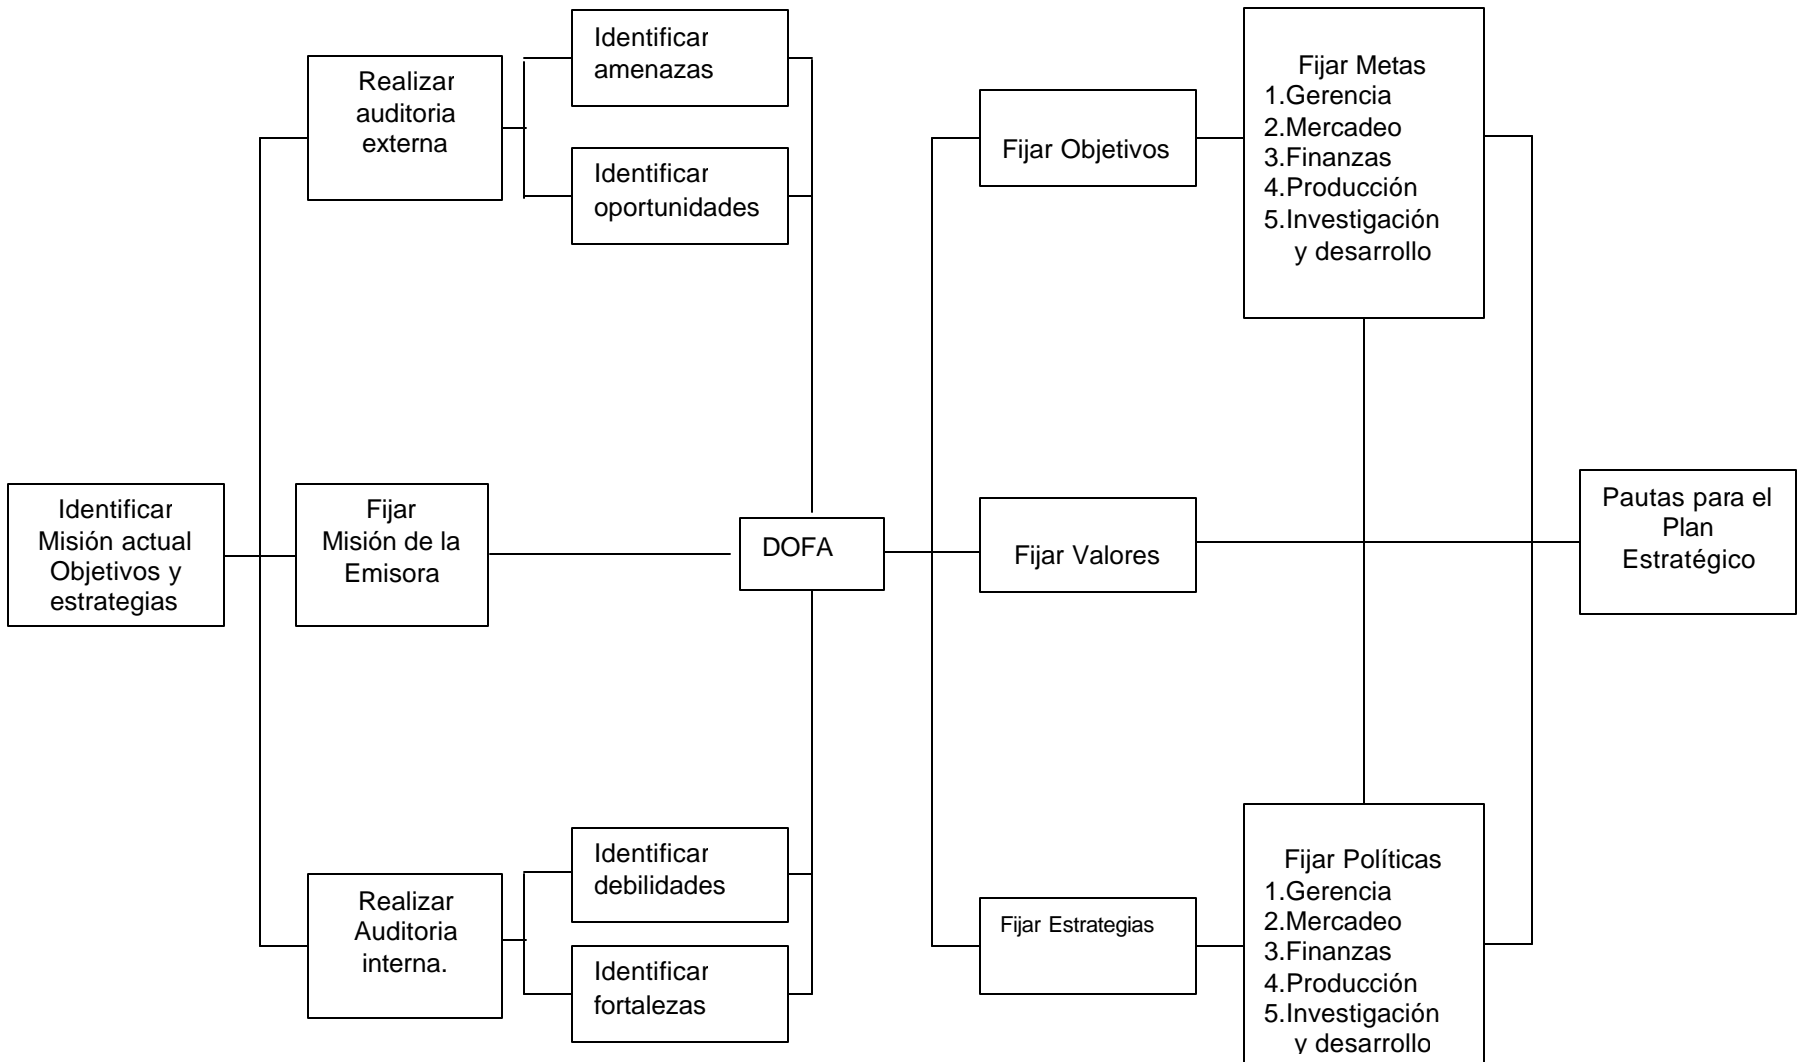 Identificar
Misión actual
Objetivos y
estrategias
Realizar
auditoria
externa
Fijar
Misión de la
Emisora
Realizar
Auditoria
interna.
Identificar
amenazas
Identificar
oportunidades
Identificar
debilidades
Identificar
fortalezas
DOFA
Fijar Objetivos
Fijar Valores
Fijar Estrategias
Fijar Metas
1.Gerencia
2.Mercadeo
3.Finanzas
4.Producción
5.Investigación
y desarrollo
Fijar Políticas
1.Gerencia
2.Mercadeo
3.Finanzas
4.Producción
5.Investigación
y desarrollo
Pautas para el
Plan
Estratégico